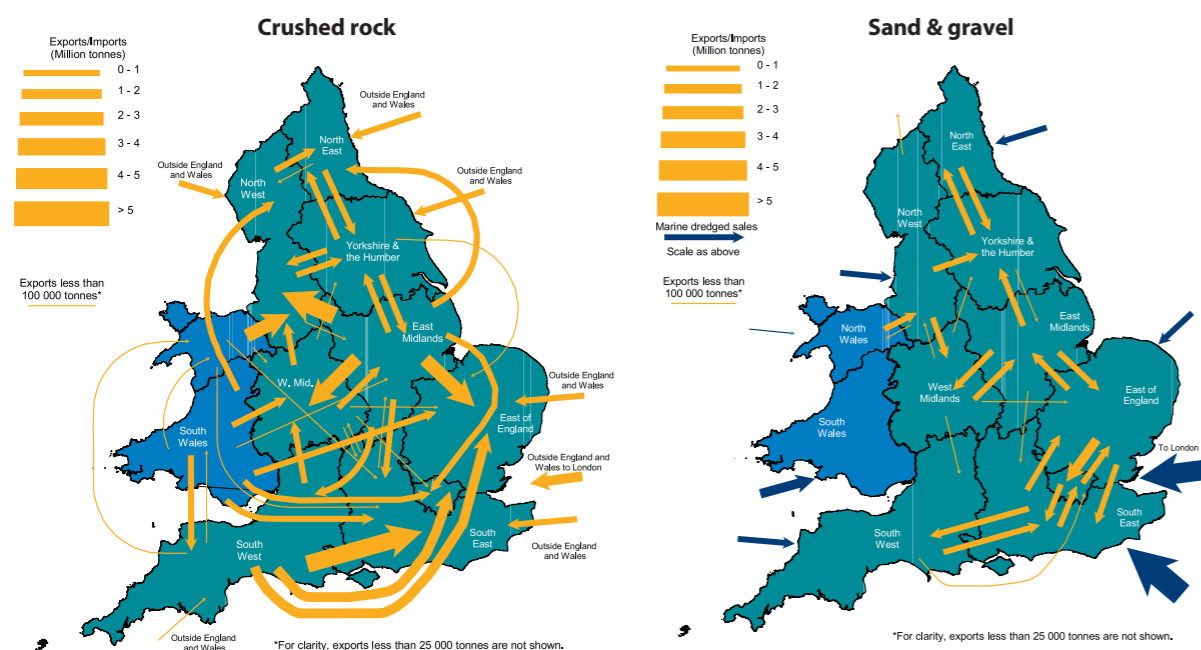 Crushed rock
Exports/Imports
(Million tonnes)
0 - 1
1 - 2
2 - 3
3 - 4
4 - 5
> 5
Exports less than
100 000 tonnes*
Outside England
and Wales
North
East
Outside England
and Wales
North
West
Outside England
and Wales
Yorkshire &
the Humber
East
Midlands
W. Mid.
Outside England
and Wales
East of
England
South
Wales
Outside England and
Wales to London
South
East
South
West
Outside England
and Wales
Outside England
and Wales
*For clarity, exports less than 25 000 tonnes are not shown.
Sand & gravel
Exports/Imports
(Million tonnes)
0 - 1
1 - 2
2 - 3
3 - 4
4 - 5
> 5
Marine dredged sales
Scale as above
Exports less than
100 000 tonnes*
North
East
North
West
Yorkshire &
the Humber
North
Wales
East
Midlands
West
Midlands
East of
England
South
Wales
To London
South
East
South
West
*For clarity, exports less than 25 000 tonnes are not shown.